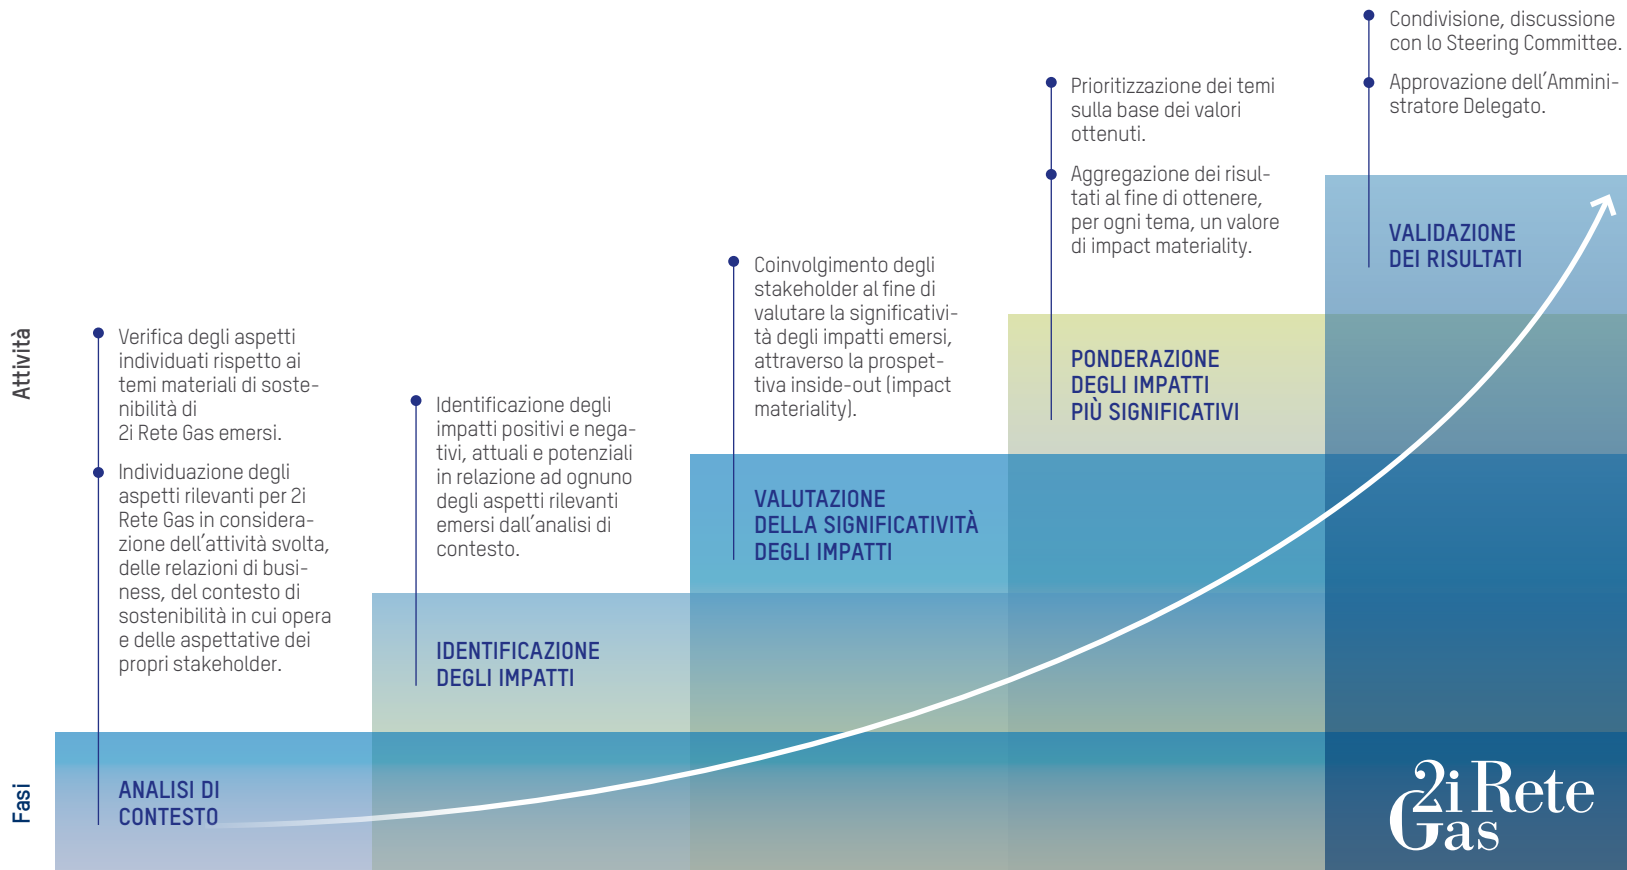 Attività
Fasi
Verifica degli aspetti
individuati rispetto ai
temi materiali di soste-
nibilità di
2i Rete Gas emersi.
Individuazione degli
aspetti rilevanti per 2i
Rete Gas in considera-
zione dell'attività svolta,
delle relazioni di busi-
ness, del contesto di
sostenibilità in cui opera
e delle aspettative dei
propri stakeholder.
ANALISI DI
CONTESTO
Identificazione degli
impatti positivi e nega-
tivi, attuali e potenziali
in relazione ad ognuno
degli aspetti rilevanti
emersi dall'analisi di
contesto.
IDENTIFICAZIONE
DEGLI IMPATTI
Coinvolgimento degli
stakeholder al fine di
valutare la significativi-
tà degli impatti emersi,
attraverso la prospet-
tiva inside-out (impact
materiality).
VALUTAZIONE
DELLA SIGNIFICATIVITÀ
DEGLI IMPATTI
Prioritizzazione dei temi
sulla base dei valori
ottenuti.
Aggregazione dei risul-
tati al fine di ottenere,
per ogni tema, un valore
di impact materiality.
PONDERAZIONE
DEGLI IMPATTI
PIÙ SIGNIFICATIVI
Condivisione, discussione
con lo Steering Committee.
Approvazione dell'Ammini-
stratore Delegato.
VALIDAZIONE
DEI RISULTATI
2i Rete
Gas